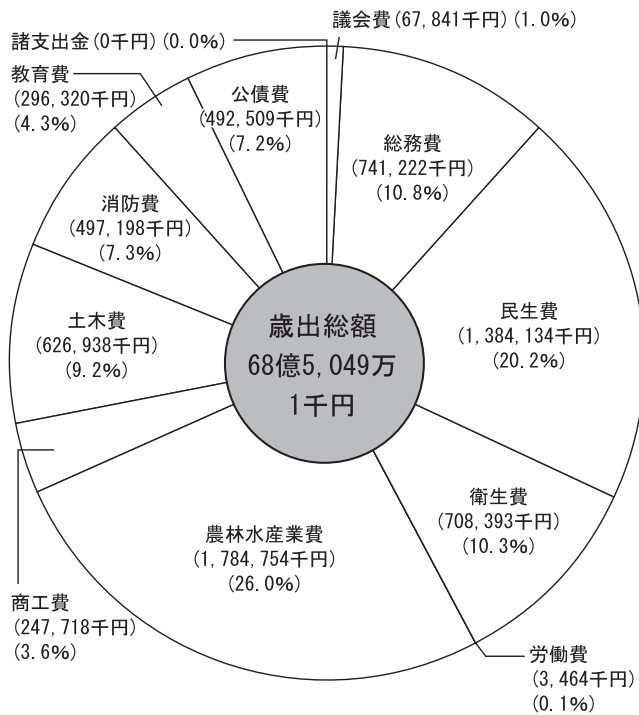 議会費(67,841千円)(1.0%)
諸支出金(0千円)(0.0%)
教育費
(296,320千円)
(4.3%)
公債費
(492,509千円)
(7.2%)
総務費
(741,222千円)
(10.8%)
消防費
(497,198千円)
(7.3%)
土木費
(626,938千円)
(9.2%)
歳出総額
68億5,049万
1千円
民生費
(1,384,134千円)
(20.2%)
衛生費
(708,393千円)
(10.3%)
農林水産業費
(1,784,754千円)
(26.0%)
商工費
(247,718千円)
(3.6%)
労働費
(3,464千円)
(0.1%)